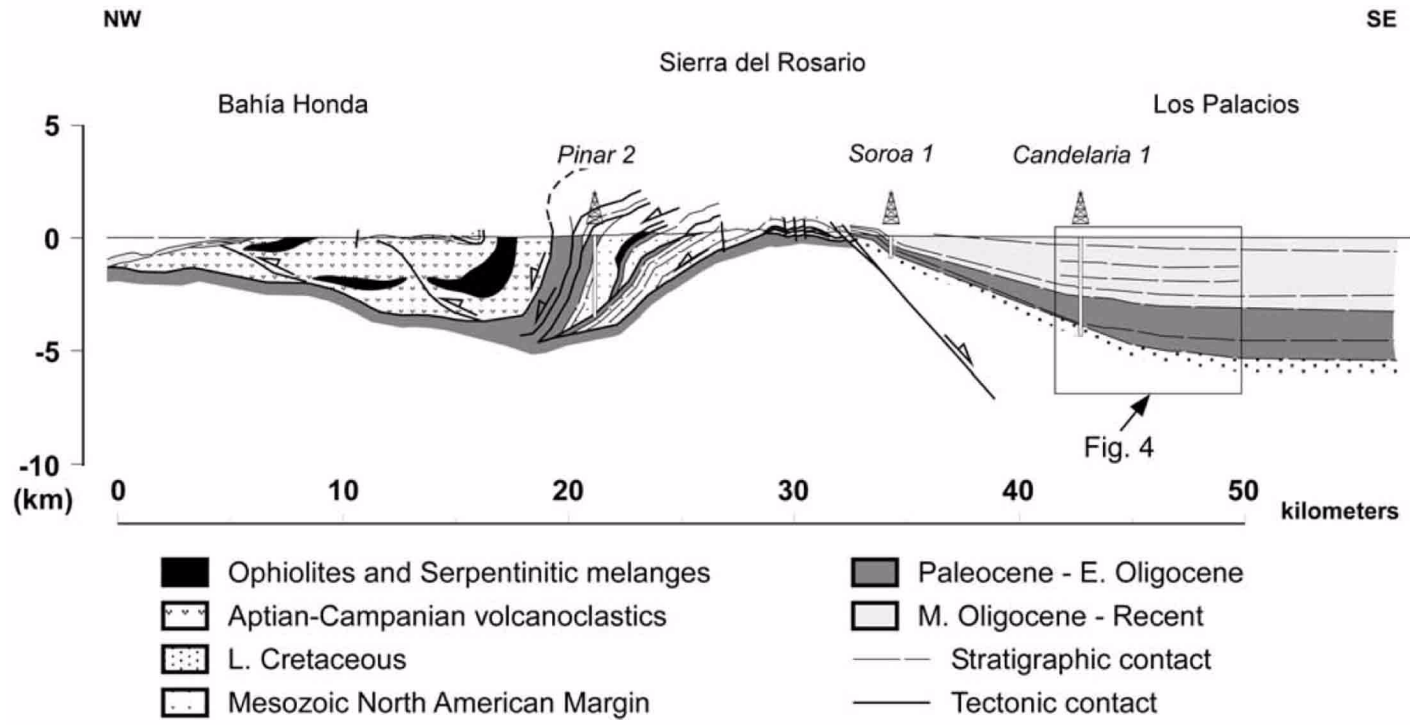 NW
SE
Sierra del Rosario
Bahía Honda
Los Palacios
5
Pinar 2
Soroa 1
Candelaria 1
0
-5
Fig. 4
-10
(km)
0
10
20
30
40
50
kilometers
Ophiolites and Serpentinitic melanges
Aptian-Campanian volcanoclastics
L. Cretaceous
Mesozoic North American Margin
Paleocene - E. Oligocene
M. Oligocene - Recent
Stratigraphic contact
Tectonic contact